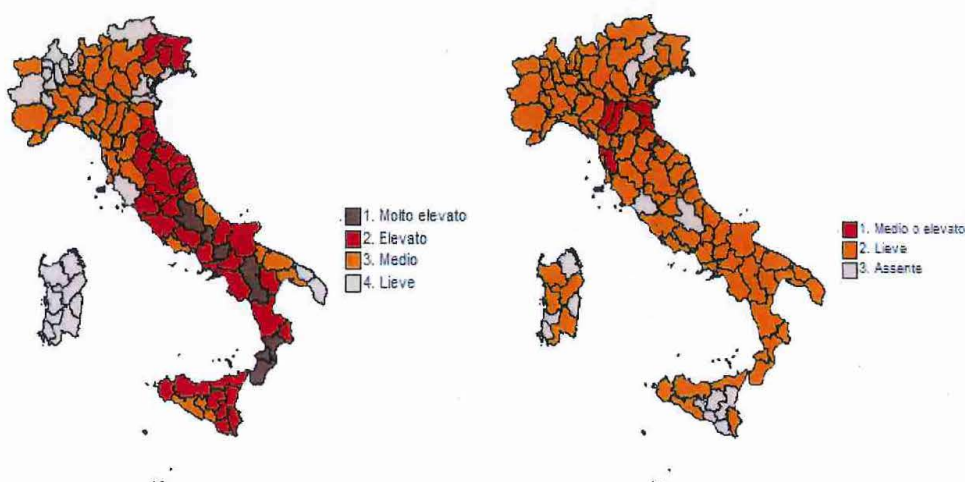 1. Molto elevato
2. Elevato
3. Medio
4. Lieve
1. Medio o elevato
2. Lieve
3. Assente